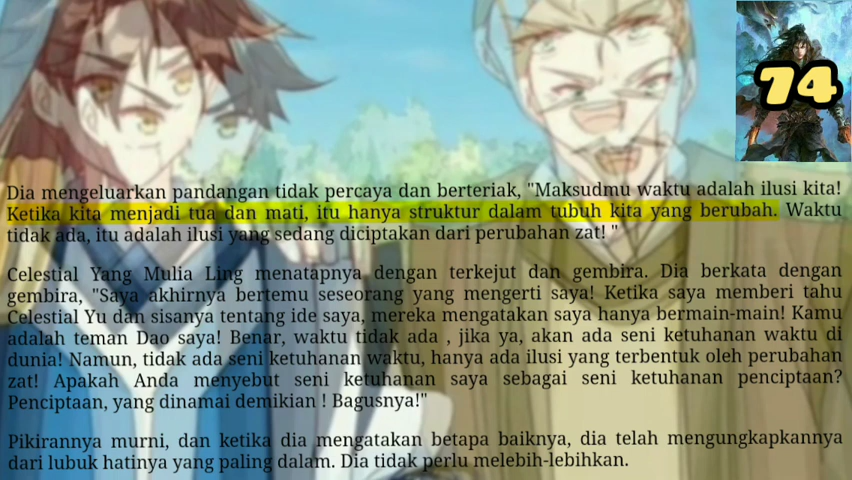 74
Dia mengeluarkan pandangan tidak percaya dan berteriak, "Maksudmu waktu adalah ilusi kita!
Ketika kita menjadi tua dan mati, itu hanya struktur dalam tubuh kita yang berubah. Waktu
tidak ada, itu adalah ilusi yang sedang diciptakan dari perubahan zat! "
Celestial Yang Mulia Ling menatapnya dengan terkejut dan gembira. Dia berkata dengan
gembira, "Saya akhirnya bertemu seseorang yang mengerti saya! Ketika saya memberi tahu
Celestial Yu dan sisanya tentang ide saya, mereka mengatakan saya hanya bermain-main! Kamu
adalah teman Dao saya! Benar, waktu tidak ada , jika ya, akan ada seni ketuhanan waktu di
dunia! Namun, tidak ada seni ketuhanan waktu, hanya ada ilusi yang terbentuk oleh perubahan
zat! Apakah Anda menyebut seni ketuhanan saya sebagai seni ketuhanan penciptaan?
Penciptaan, yang dinamai demikian ! Bagusnya!"
Pikirannya murni, dan ketika dia mengatakan betapa baiknya, dia telah mengungkapkannya
dari lubuk hatinya yang paling dalam. Dia tidak perlu melebih-lebihkan.